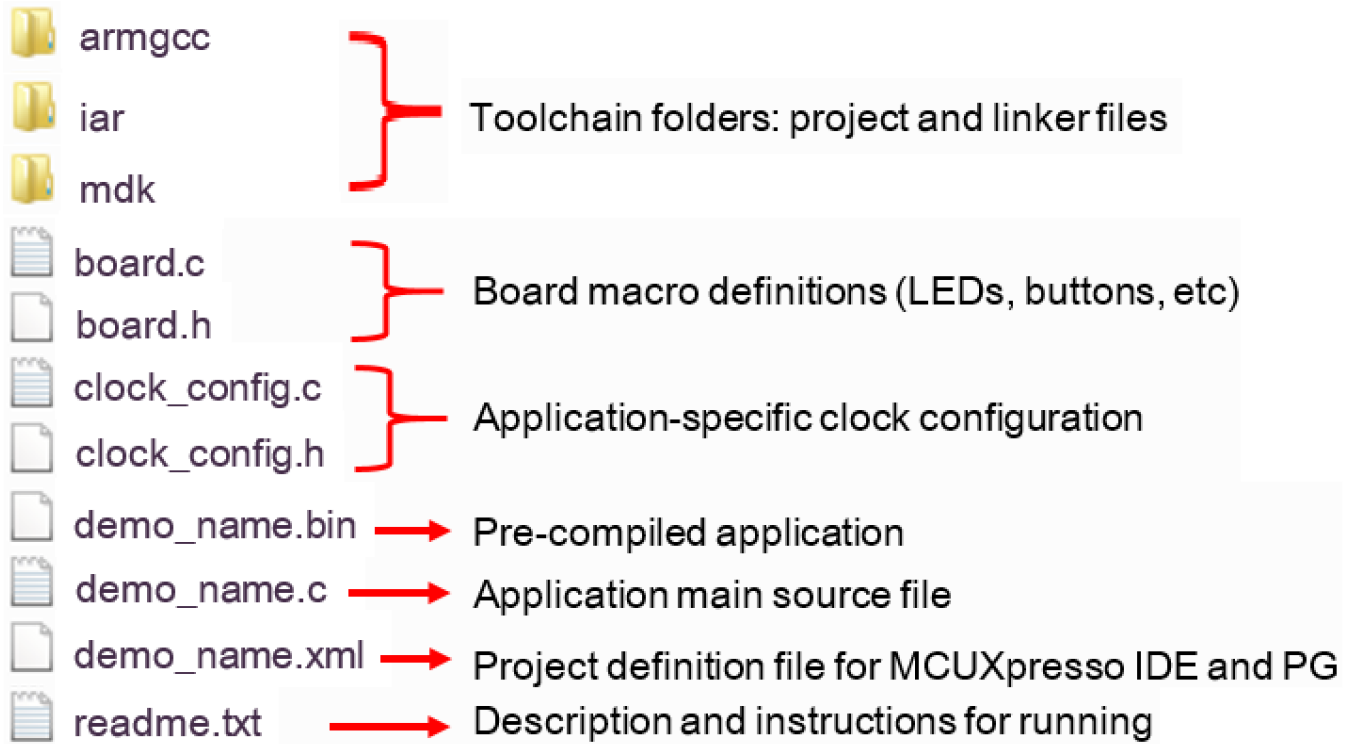 armgcc
iar
mdk
Toolchain folders: project and linker files
board.c
board.h
Board macro definitions (LEDs, buttons, etc)
clock_config.c
clock_config.h
Application-specific clock configuration
demo_name.bin
Pre-compiled application
demo_name.c
Application main source file
demo_name.xml
Project definition file for MCUXpresso IDE and PG
readme.txt
Description and instructions for running